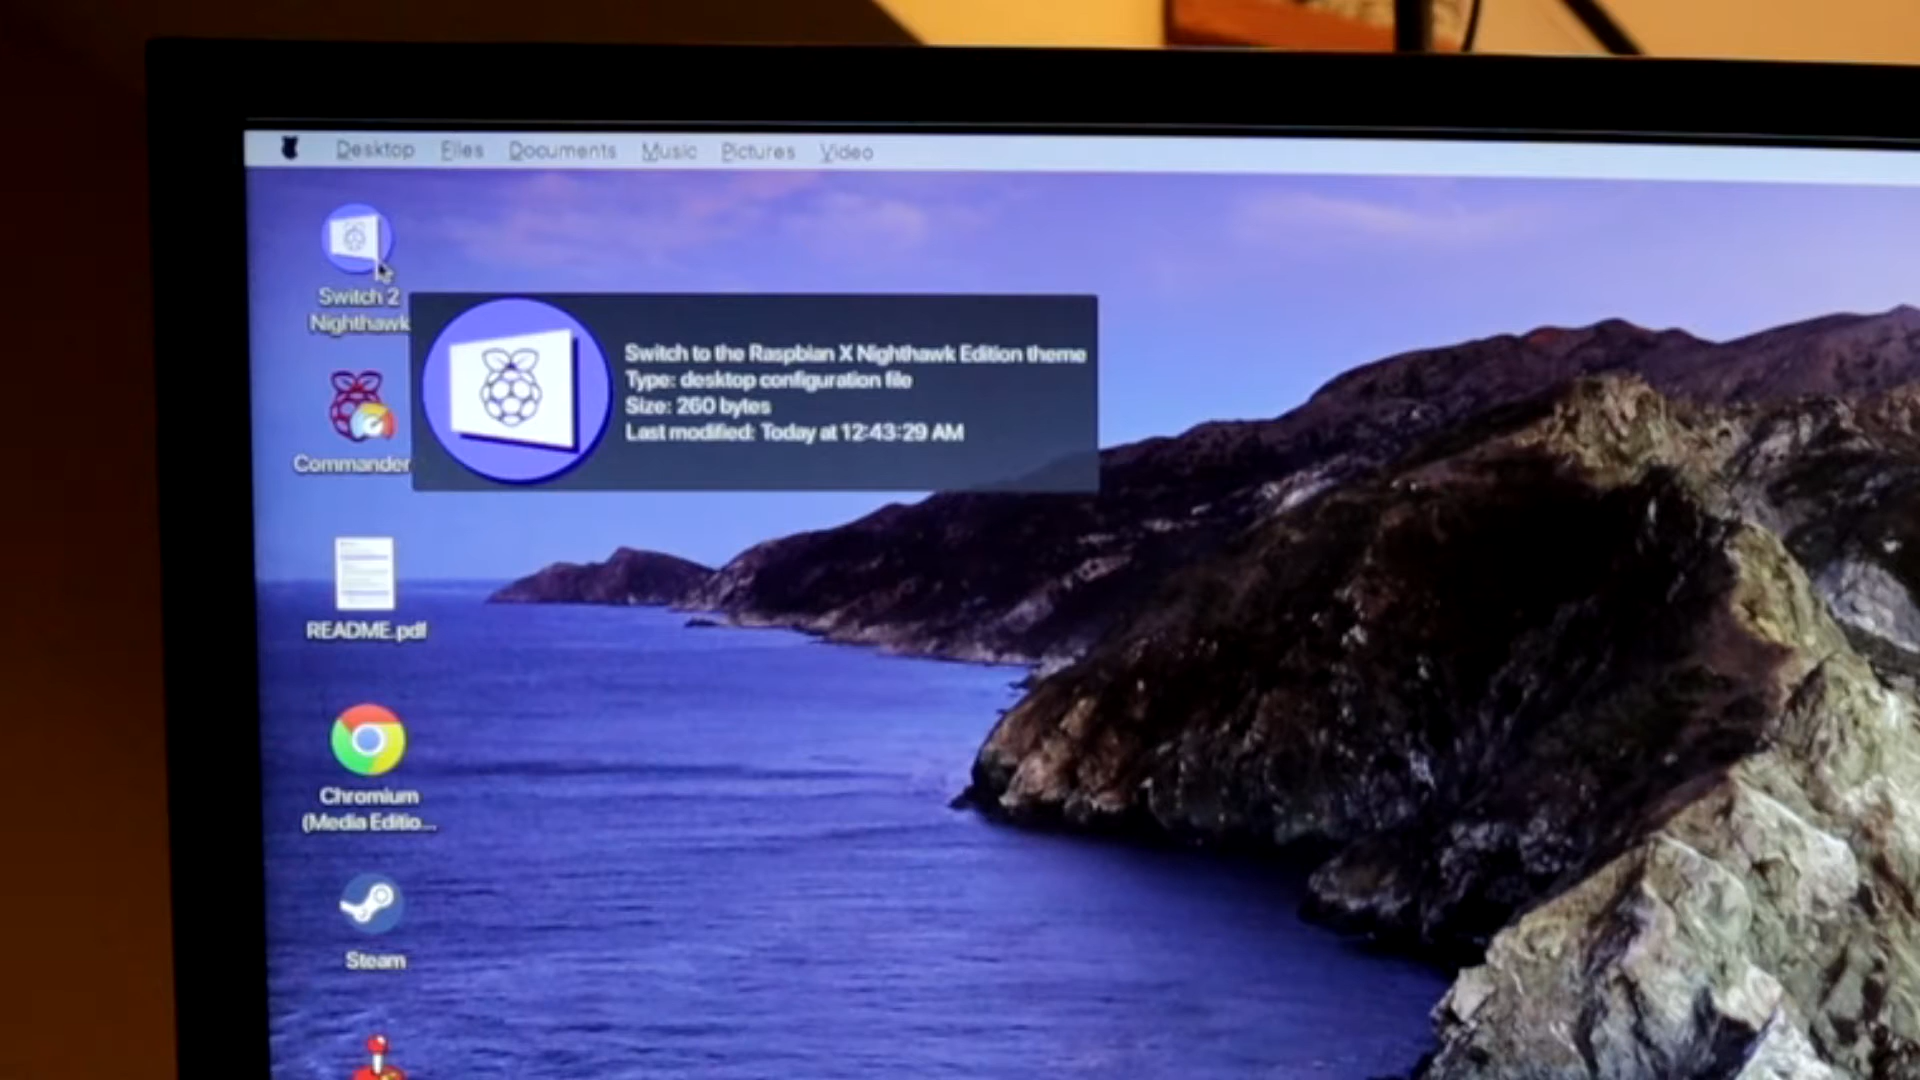 Desktop Files Documents Music Pictures Video
Switch 2
Nighthawk
Switch to the Raspbian X Nighthawk Edition theme
Type: desktop configuration file
Size: 260 bytes
Last modified: Today at 12:43:29 AM
Commander
README.pdf
Chromium
(Media Editio...
Steam